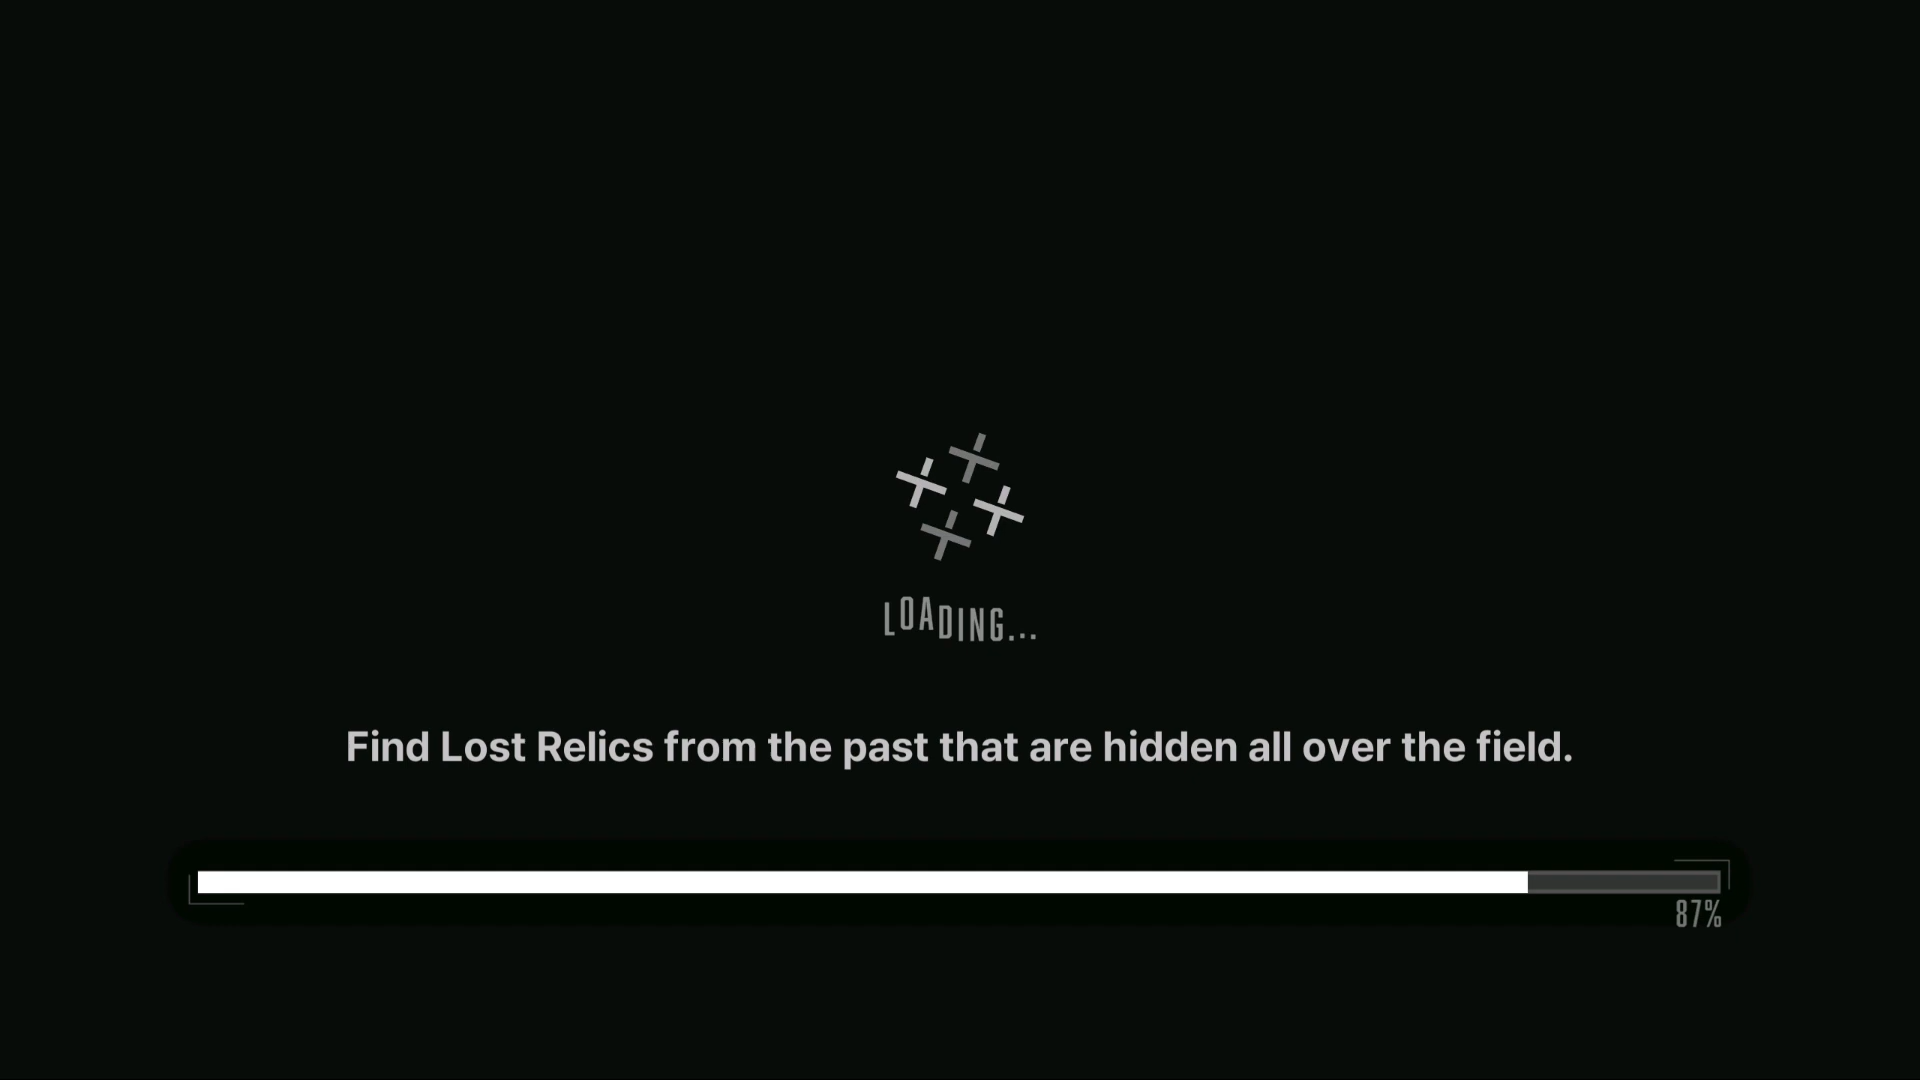 LOADING...
Find Lost Relics from the past that are hidden all over the field.
87%